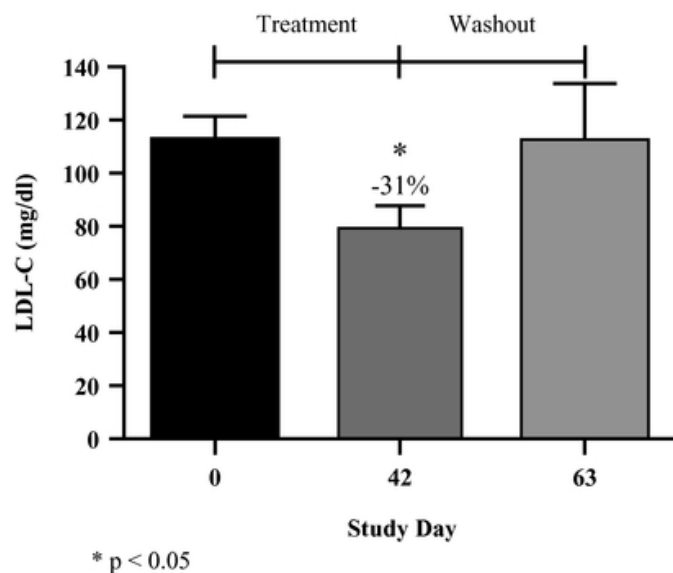 Treatment Washout
140
120
100
80
60
40
20
0
LDL-C (mg/dl)
*
-31%
0 42 63
Study Day
* p < 0.05